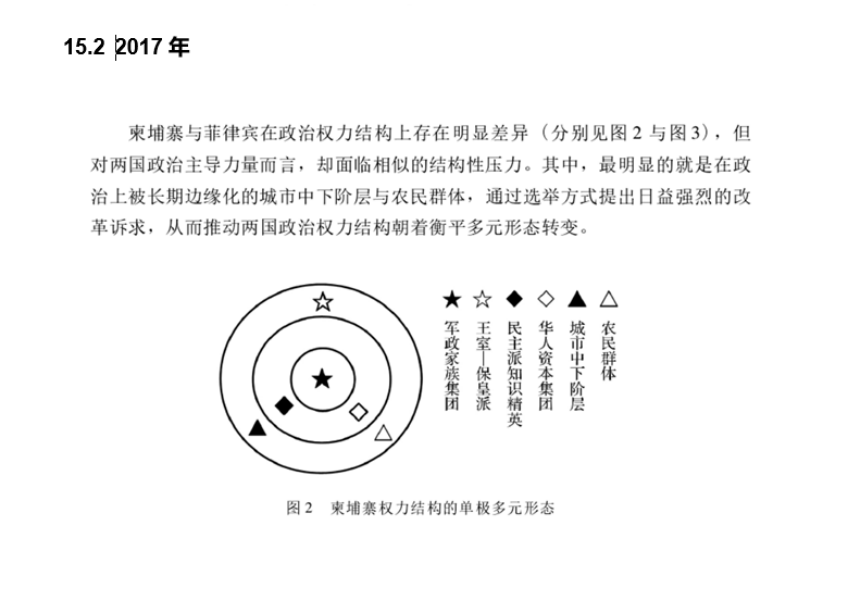 15.2 2017 年
柬埔寨与菲律宾在政治权力结构上存在明显差异（分别见图 2 与图 3），但
对两国政治主导力量而言，却面临相似的结构性压力。其中，最明显的就是在政
治上被长期边缘化的城市中下阶层与农民群体，通过选举方式提出日益强烈的改
革诉求，从而推动两国政治权力结构朝着衡平多元形态转变。
军政家族集团
王室—保皇派
民主派知识精英
华人资本集团
城市中下阶层
农民群体
图 2 柬埔寨权力结构的单极多元形态